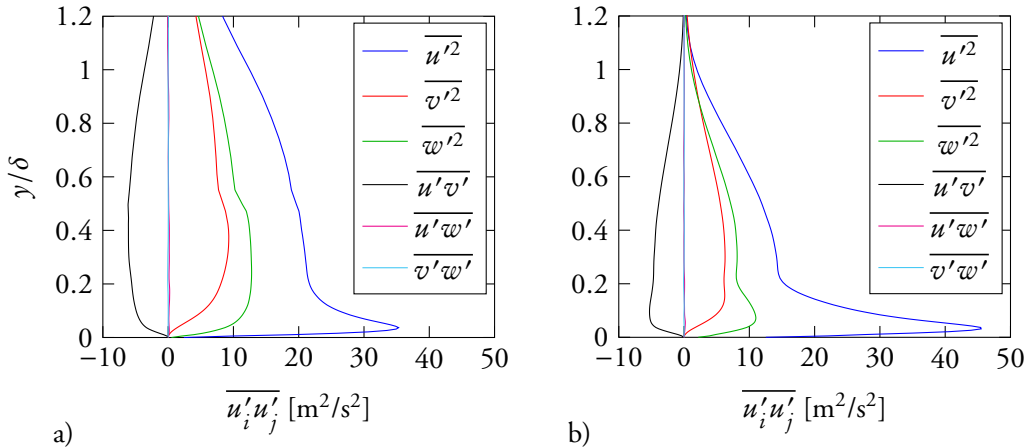 1.2
1
0.8
0.6
0.4
0.2
0
y/δ
−10 0 10 20 30 40 50
u′ᵢu′ⱼ [m²/s²]
a)
u′²
v′²
w′²
u′v′
u′w′
v′w′
1.2
1
0.8
0.6
0.4
0.2
0
−10 0 10 20 30 40 50
u′ᵢu′ⱼ [m²/s²]
b)
u′²
v′²
w′²
u′v′
u′w′
v′w′